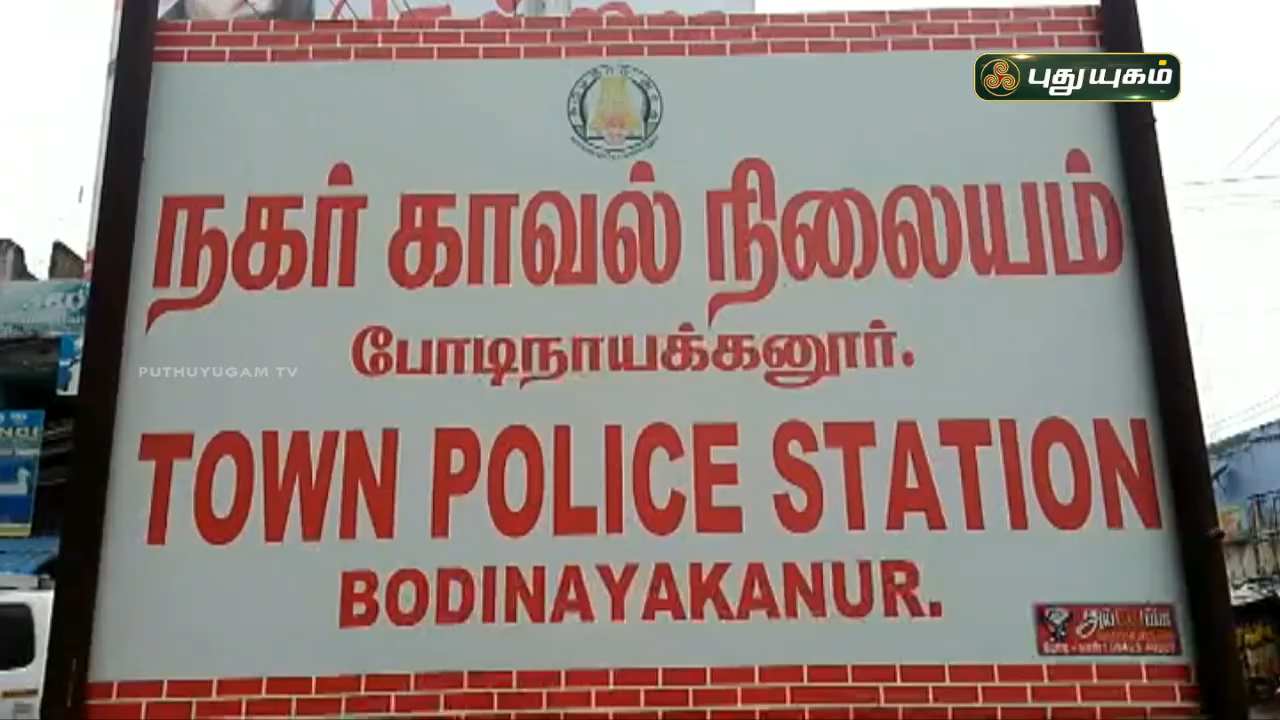 புதுயுகம்
நகர் காவல் நிலையம்
போடிநாயக்கனூர்.
PUTHUYUGAM TV
TOWN POLICE STATION
BODINAYAKANUR.